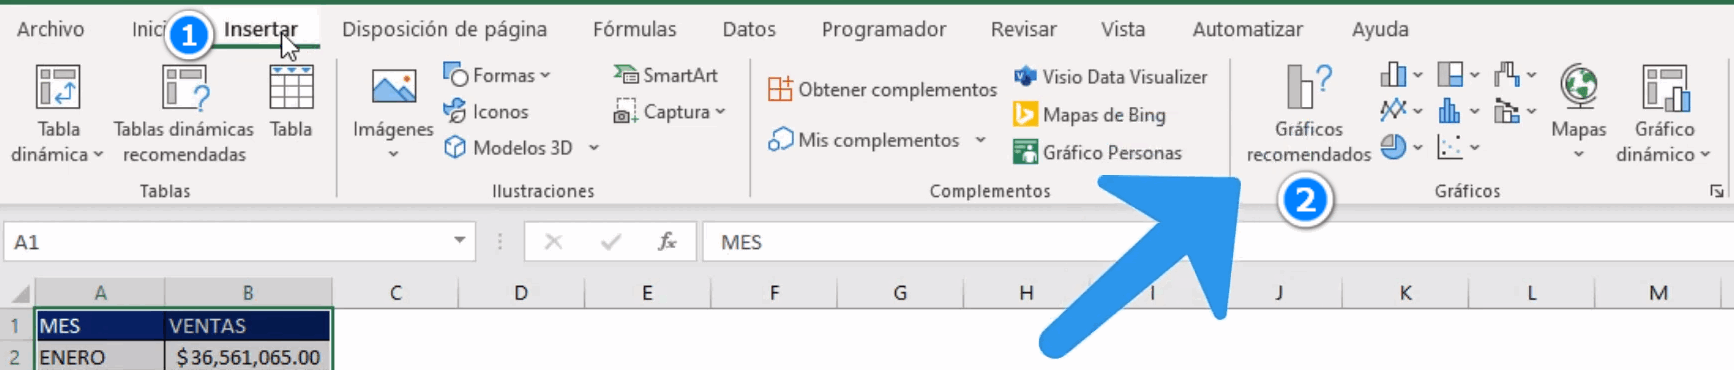 Archivo Inici 1 Insertar Disposición de página Fórmulas Datos Programador Revisar Vista Automatizar Ayuda
Tabla dinámica
Tablas dinámicas recomendadas
Tabla
Tablas
Imágenes
Formas
Iconos
Modelos 3D
SmartArt
Captura
Ilustraciones
Obtener complementos
Mis complementos
Visio Data Visualizer
Mapas de Bing
Gráfico Personas
Complementos
Gráficos recomendados
2
Mapas
Gráfico dinámico
Gráficos
A1 fx MES
A B C D E F G H I J K L M
1 MES VENTAS
2 ENERO $36,561,065.00